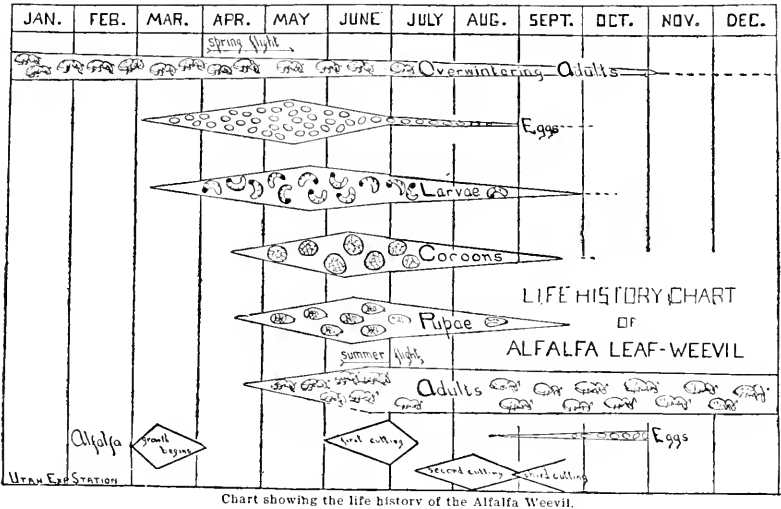 JAN. FEB. MAR. APR. MAY JUNE JULY AUG. SEPT. OCT. NOV. DEC.
spring flight
Overwintering Adults
Eggs
Larvae
Cocoons
LIFE HISTORY CHART
OF
ALFALFA LEAF-WEEVIL
Pupae
summer flight
Adults
Alfalfa
growth
begins
first cutting
Eggs
second cutting
third cutting
UTAH EXP STATION
Chart showing the life history of the Alfalfa Weevil.